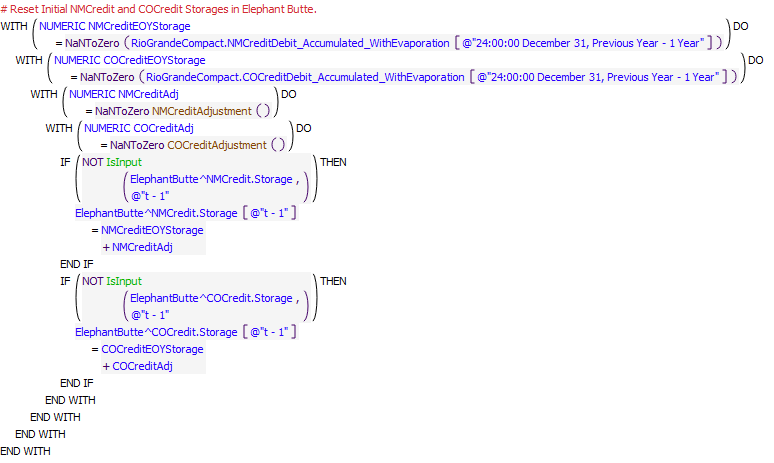 # Reset Initial NMCredit and COCredit Storages in Elephant Butte.
WITH ( NUMERIC NMCreditEOYStorage
= NaNToZero ( RioGrandeCompact.NMCreditDebit_Accumulated_WithEvaporation [ @"24:00:00 December 31, Previous Year - 1 Year" ] ) ) DO
WITH ( NUMERIC COCreditEOYStorage
= NaNToZero ( RioGrandeCompact.COCreditDebit_Accumulated_WithEvaporation [ @"24:00:00 December 31, Previous Year - 1 Year" ] ) ) DO
WITH ( NUMERIC NMCreditAdj
= NaNToZero NMCreditAdjustment ( ) ) DO
WITH ( NUMERIC COCreditAdj
= NaNToZero COCreditAdjustment ( ) ) DO
IF ( NOT IsInput
( ElephantButte^NMCredit.Storage ,
@"t - 1" ) ) THEN
ElephantButte^NMCredit.Storage [ @"t - 1" ]
= NMCreditEOYStorage
+ NMCreditAdj
END IF
IF ( NOT IsInput
( ElephantButte^COCredit.Storage ,
@"t - 1" ) ) THEN
ElephantButte^COCredit.Storage [ @"t - 1" ]
= COCreditEOYStorage
+ COCreditAdj
END IF
END WITH
END WITH
END WITH
END WITH